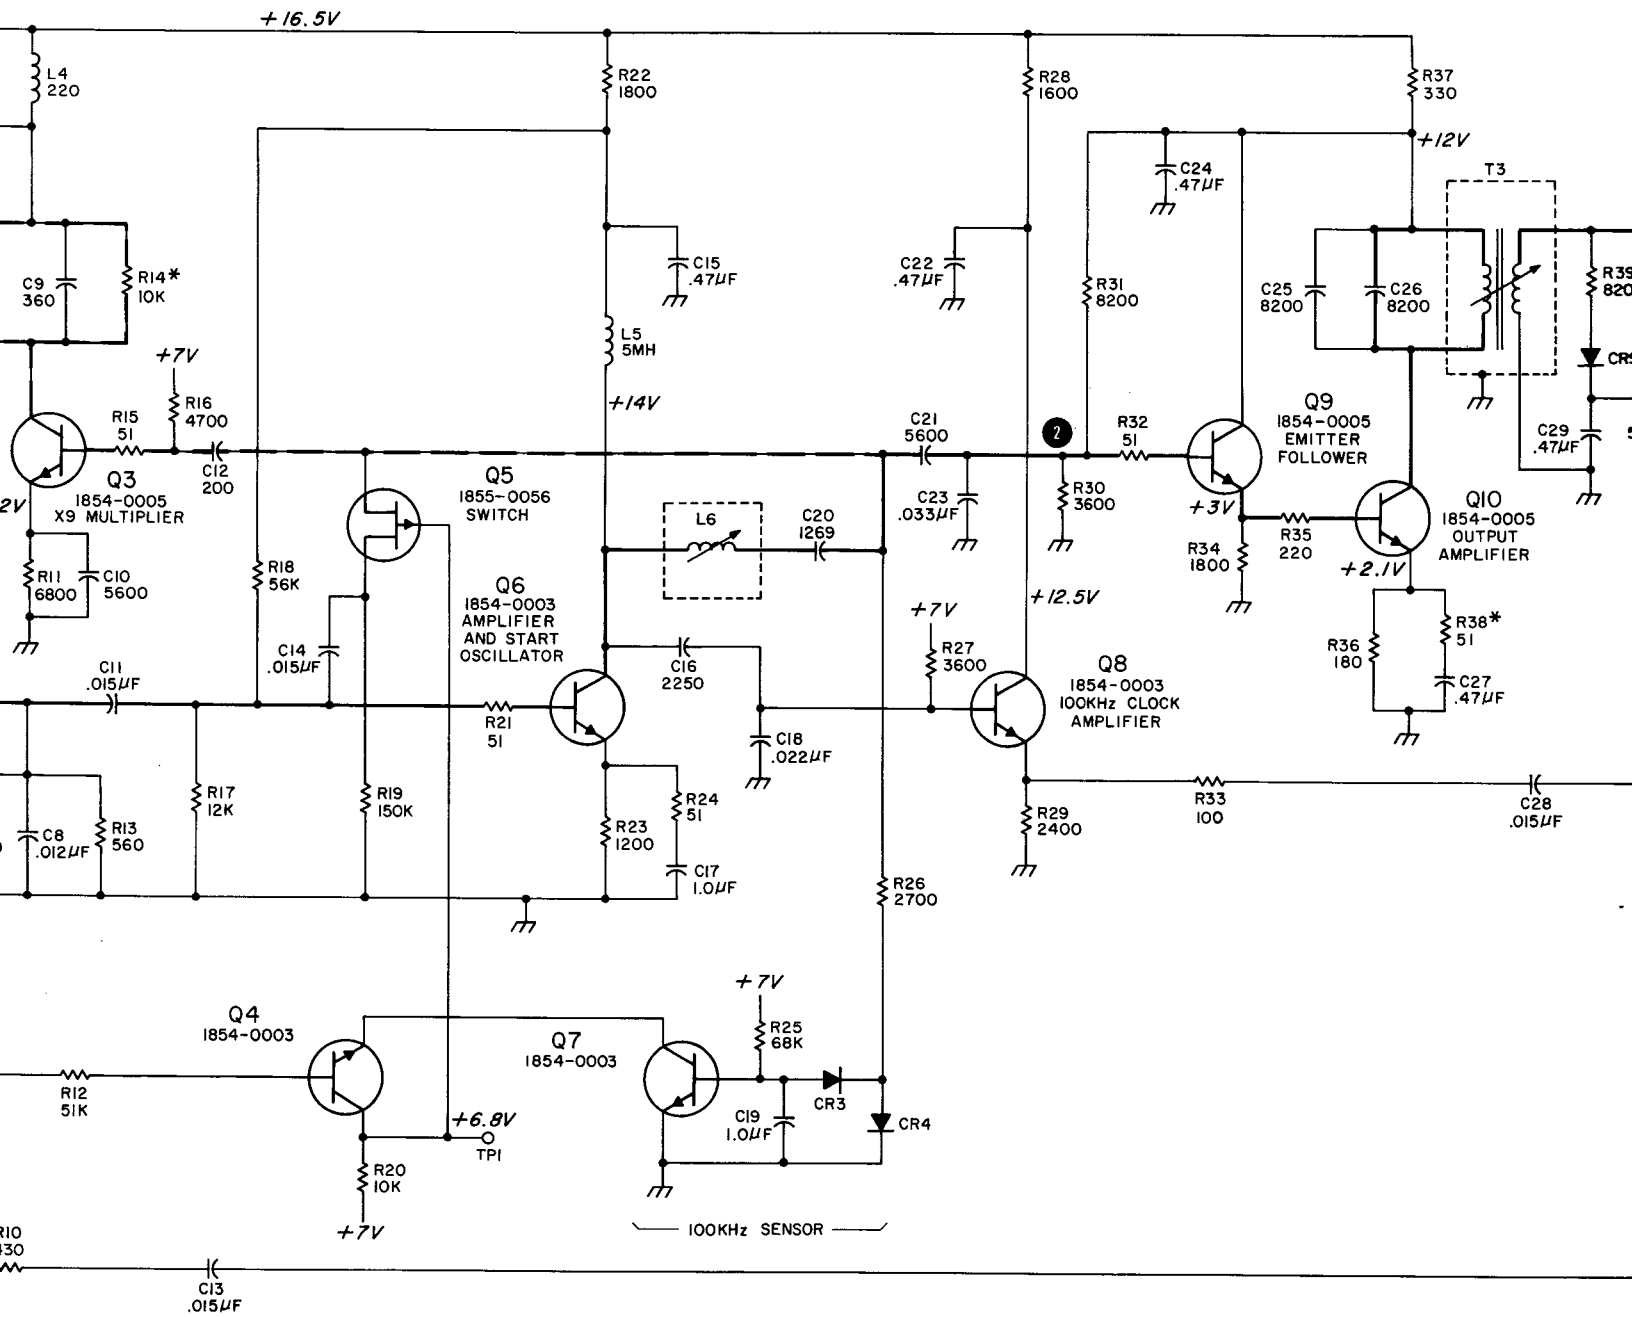 +16.5V
L4
220
R22
1800
R28
1600
R37
330
+12V
T3
C24
.47µF
C9
360
R14*
10K
C15
.47µF
C22
.47µF
R31
8200
C25
8200
C26
8200
R39
820
+7V
R16
4700
L5
5MH
+14V
R15
51
C12
200
C21
5600
2
R32
51
Q9
1854-0005
EMITTER
FOLLOWER
CR9
C29
.47µF
5
Q3
1854-0005
X9 MULTIPLIER
2V
Q5
1855-0056
SWITCH
L6
C20
1269
C23
.033µF
R30
3600
+3V
R34
1800
R35
220
Q10
1854-0005
OUTPUT
AMPLIFIER
+2.1V
R11
6800
C10
5600
R18
56K
Q6
1854-0003
AMPLIFIER
AND START
OSCILLATOR
C14
.015µF
+7V
R27
3600
+12.5V
R36
180
R38*
51
C27
.47µF
C11
.015µF
R21
51
C16
2250
C18
.022µF
Q8
1854-0003
100KHz CLOCK
AMPLIFIER
C8
.012µF
R13
560
R17
12K
R19
150K
R23
1200
R24
51
C17
1.0µF
R29
2400
R33
100
C28
.015µF
R26
2700
Q4
1854-0003
Q7
1854-0003
+7V
R25
68K
R12
51K
+6.8V
TP1
C19
1.0µF
CR3
CR4
R20
10K
+7V
100KHz SENSOR
R10
430
C13
.015µF